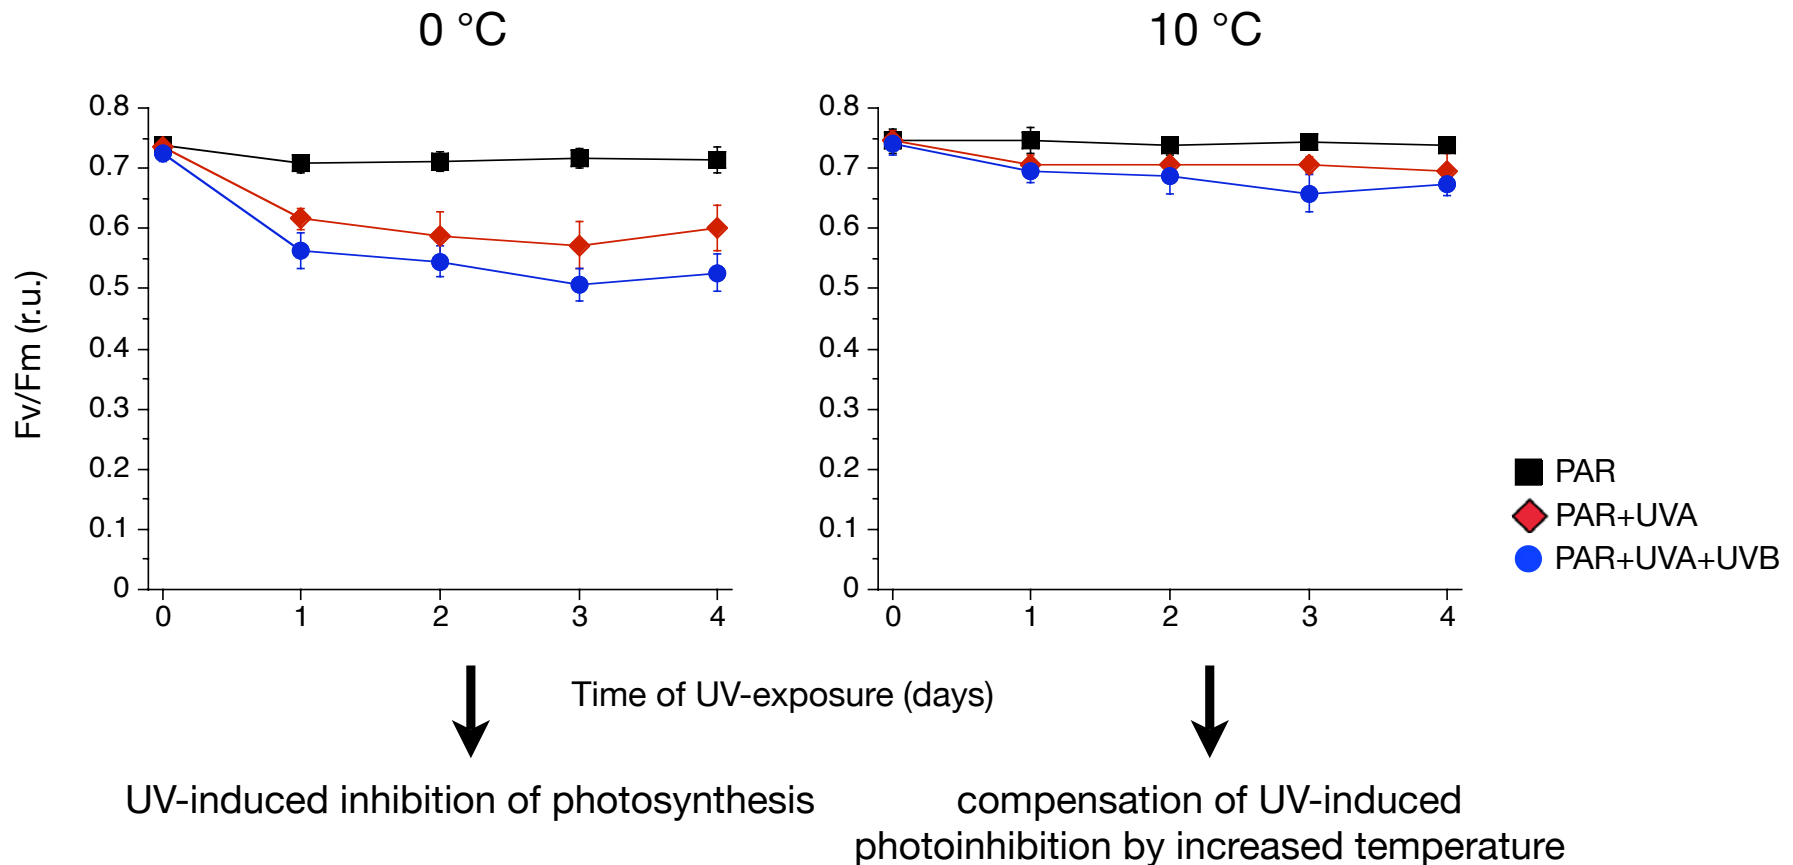 0 °C
10 °C
Fv/Fm (r.u.)
0.8
0.7
0.6
0.5
0.4
0.3
0.2
0.1
0
0 1 2 3 4
0.8
0.7
0.6
0.5
0.4
0.3
0.2
0.1
0
0 1 2 3 4
PAR
PAR+UVA
PAR+UVA+UVB
Time of UV-exposure (days)
UV-induced inhibition of photosynthesis
compensation of UV-induced
photoinhibition by increased temperature